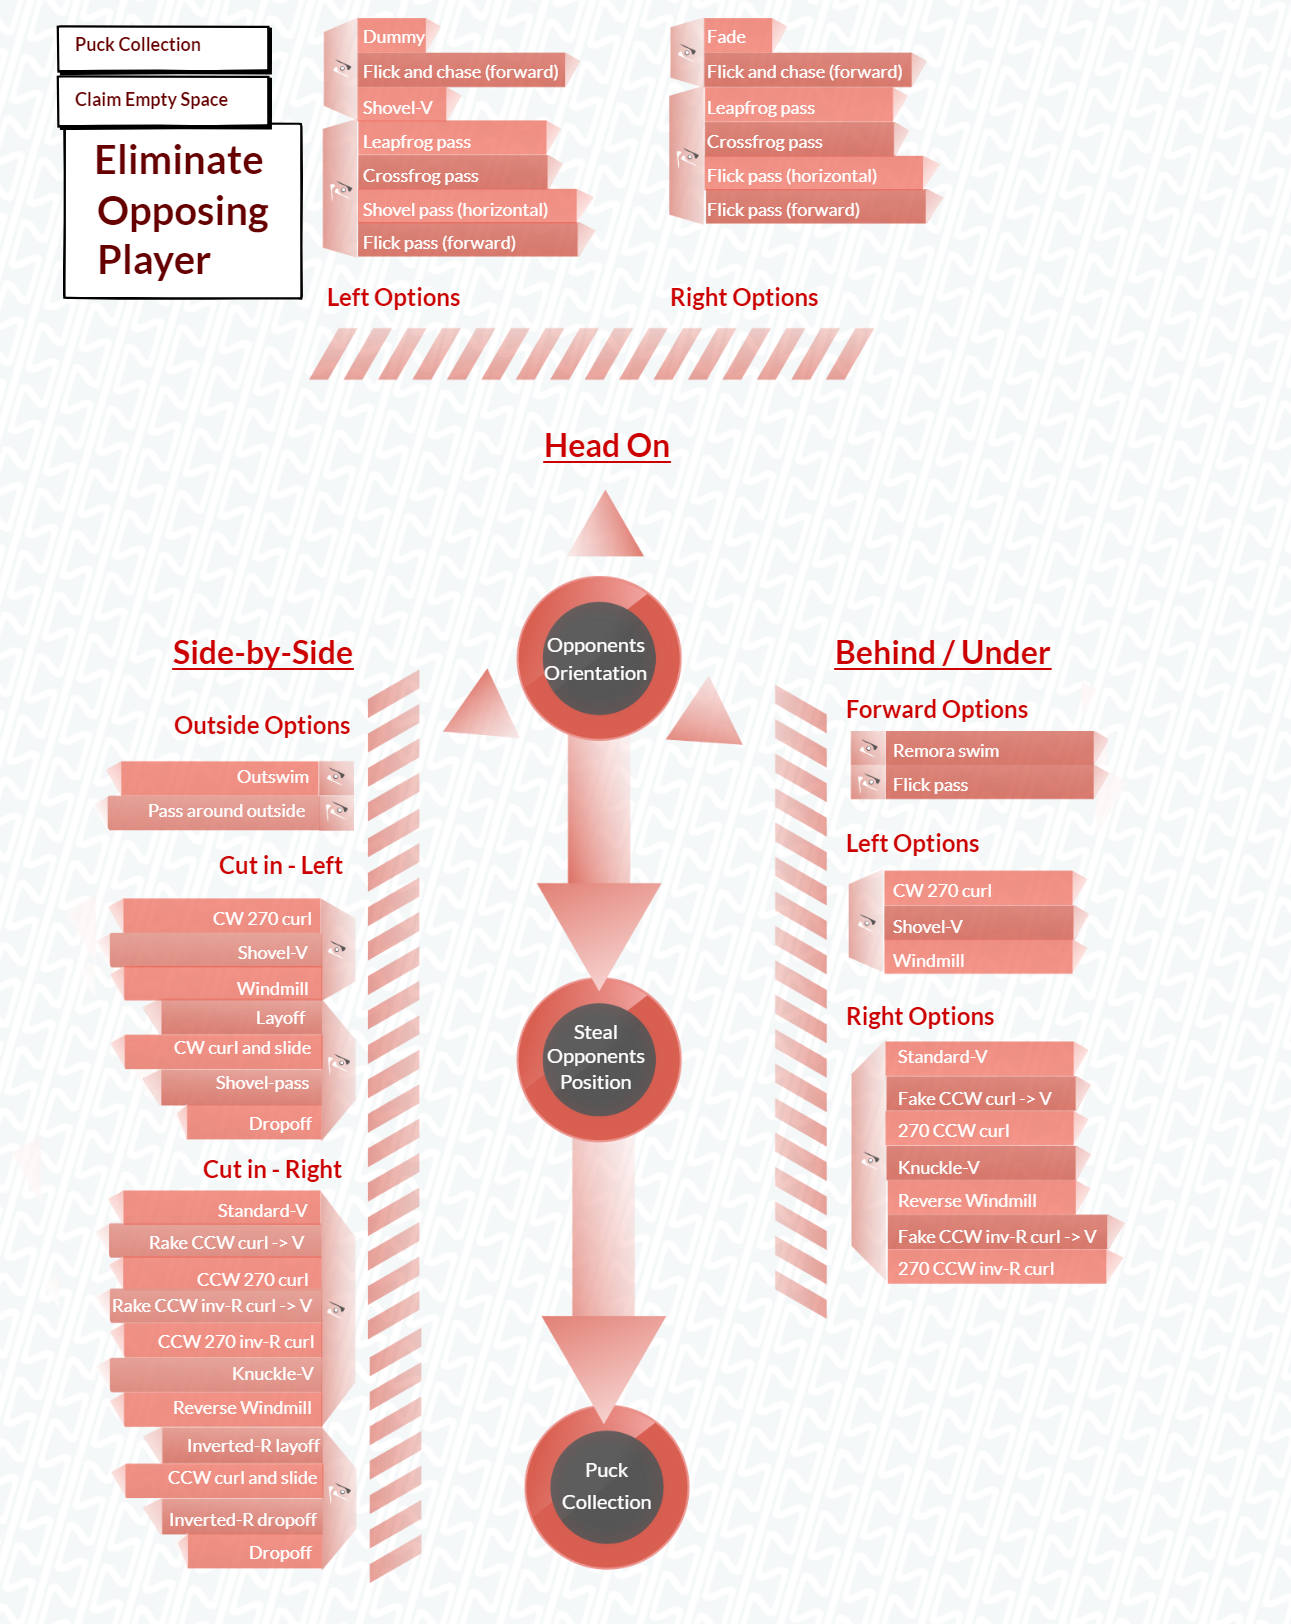 Puck Collection
Claim Empty Space
Eliminate
Opposing
Player
Dummy
Flick and chase (forward)
Shovel-V
Leapfrog pass
Crossfrog pass
Shovel pass (horizontal)
Flick pass (forward)
Left Options
Fade
Flick and chase (forward)
Leapfrog pass
Crossfrog pass
Flick pass (horizontal)
Flick pass (forward)
Right Options
Head On
Opponents
Orientation
Side-by-Side
Outside Options
Outswim
Pass around outside
Cut in - Left
CW 270 curl
Shovel-V
Windmill
Layoff
CW curl and slide
Shovel-pass
Dropoff
Cut in - Right
Standard-V
Rake CCW curl -> V
CCW 270 curl
Rake CCW inv-R curl -> V
CCW 270 inv-R curl
Knuckle-V
Reverse Windmill
Inverted-R layoff
CCW curl and slide
Inverted-R dropoff
Dropoff
Steal
Opponents
Position
Puck
Collection
Behind / Under
Forward Options
Remora swim
Flick pass
Left Options
CW 270 curl
Shovel-V
Windmill
Right Options
Standard-V
Fake CCW curl -> V
270 CCW curl
Knuckle-V
Reverse Windmill
Fake CCW inv-R curl -> V
270 CCW inv-R curl